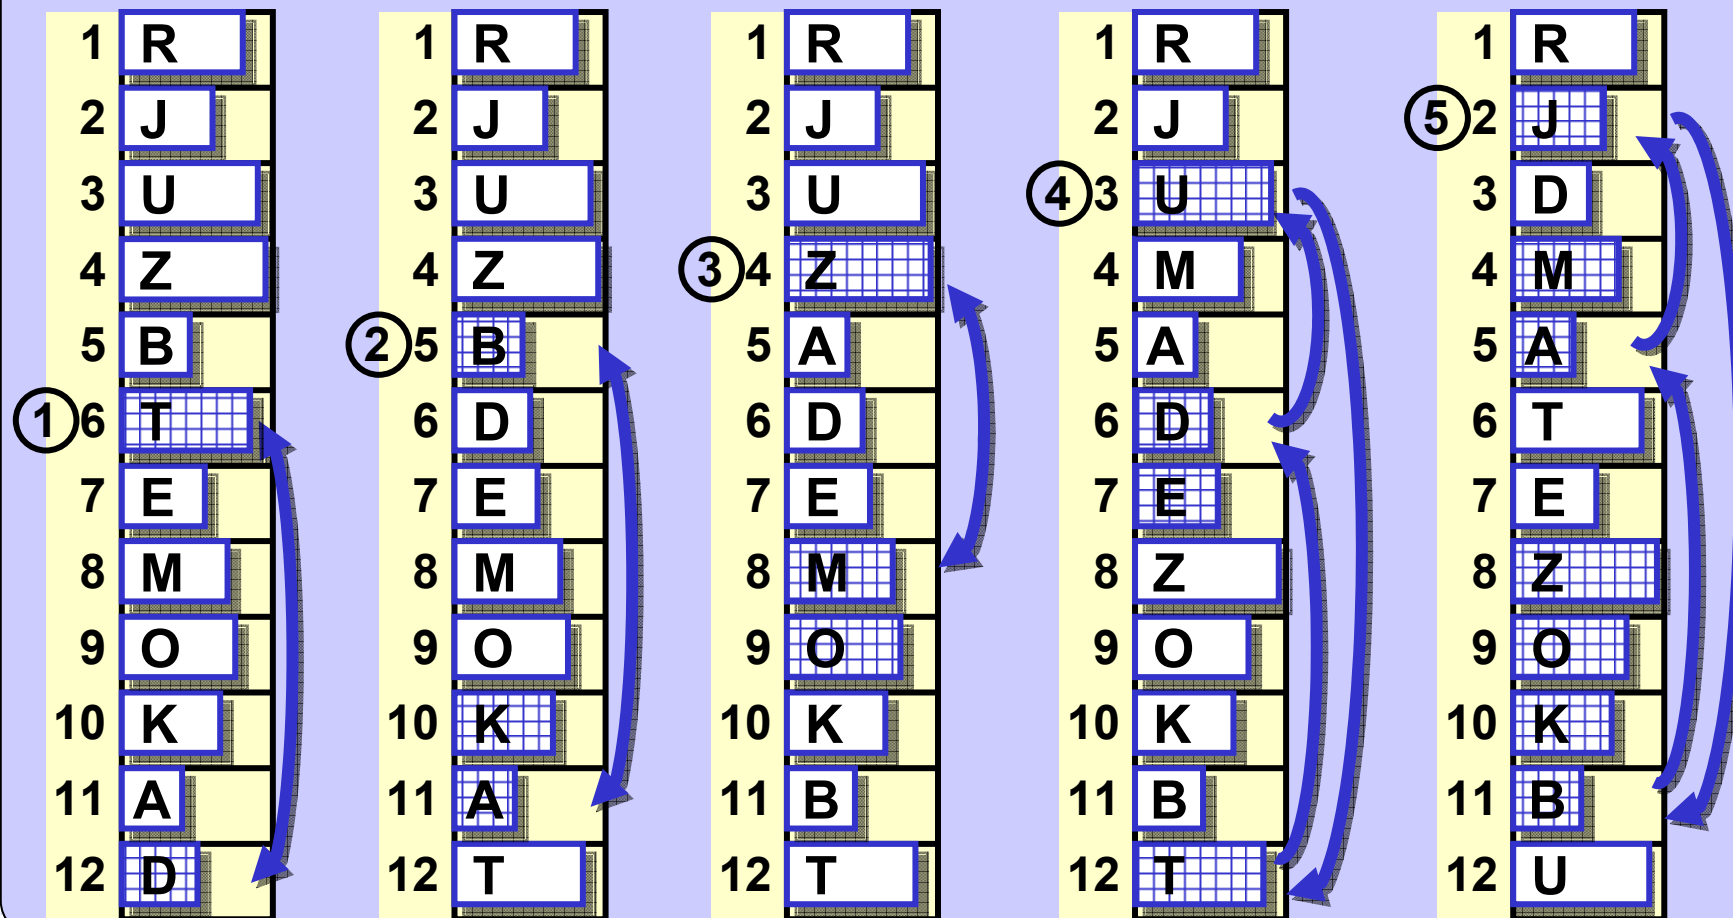 1 R 1 R 1 R 1 R 1 R
2 J 2 J 2 J 2 J ⑤ 2 J
3 U 3 U 3 U ④ 3 U 3 D
4 Z 4 Z ③ 4 Z 4 M 4 M
5 B ② 5 B 5 A 5 A 5 A
① 6 T 6 D 6 D 6 D 6 T
7 E 7 E 7 E 7 E 7 E
8 M 8 M 8 M 8 Z 8 Z
9 O 9 O 9 O 9 O 9 O
10 K 10 K 10 K 10 K 10 K
11 A 11 A 11 B 11 B 11 B
12 D 12 T 12 T 12 T 12 U